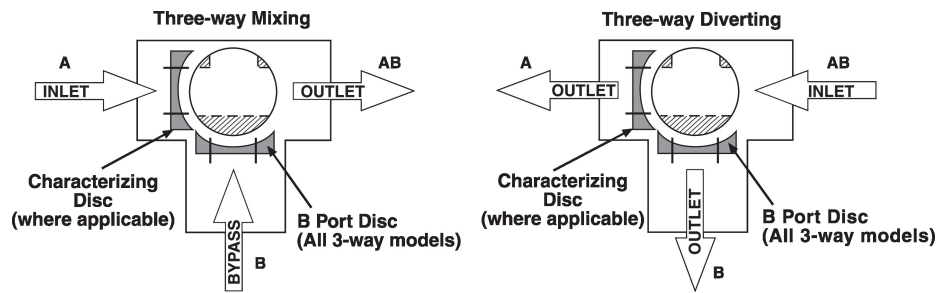 Three-way Mixing
A
INLET
AB
OUTLET
Characterizing
Disc
(where applicable)
BYPASS
B
B Port Disc
(All 3-way models)
Three-way Diverting
A
OUTLET
AB
INLET
Characterizing
Disc
(where applicable)
OUTLET
B
B Port Disc
(All 3-way models)